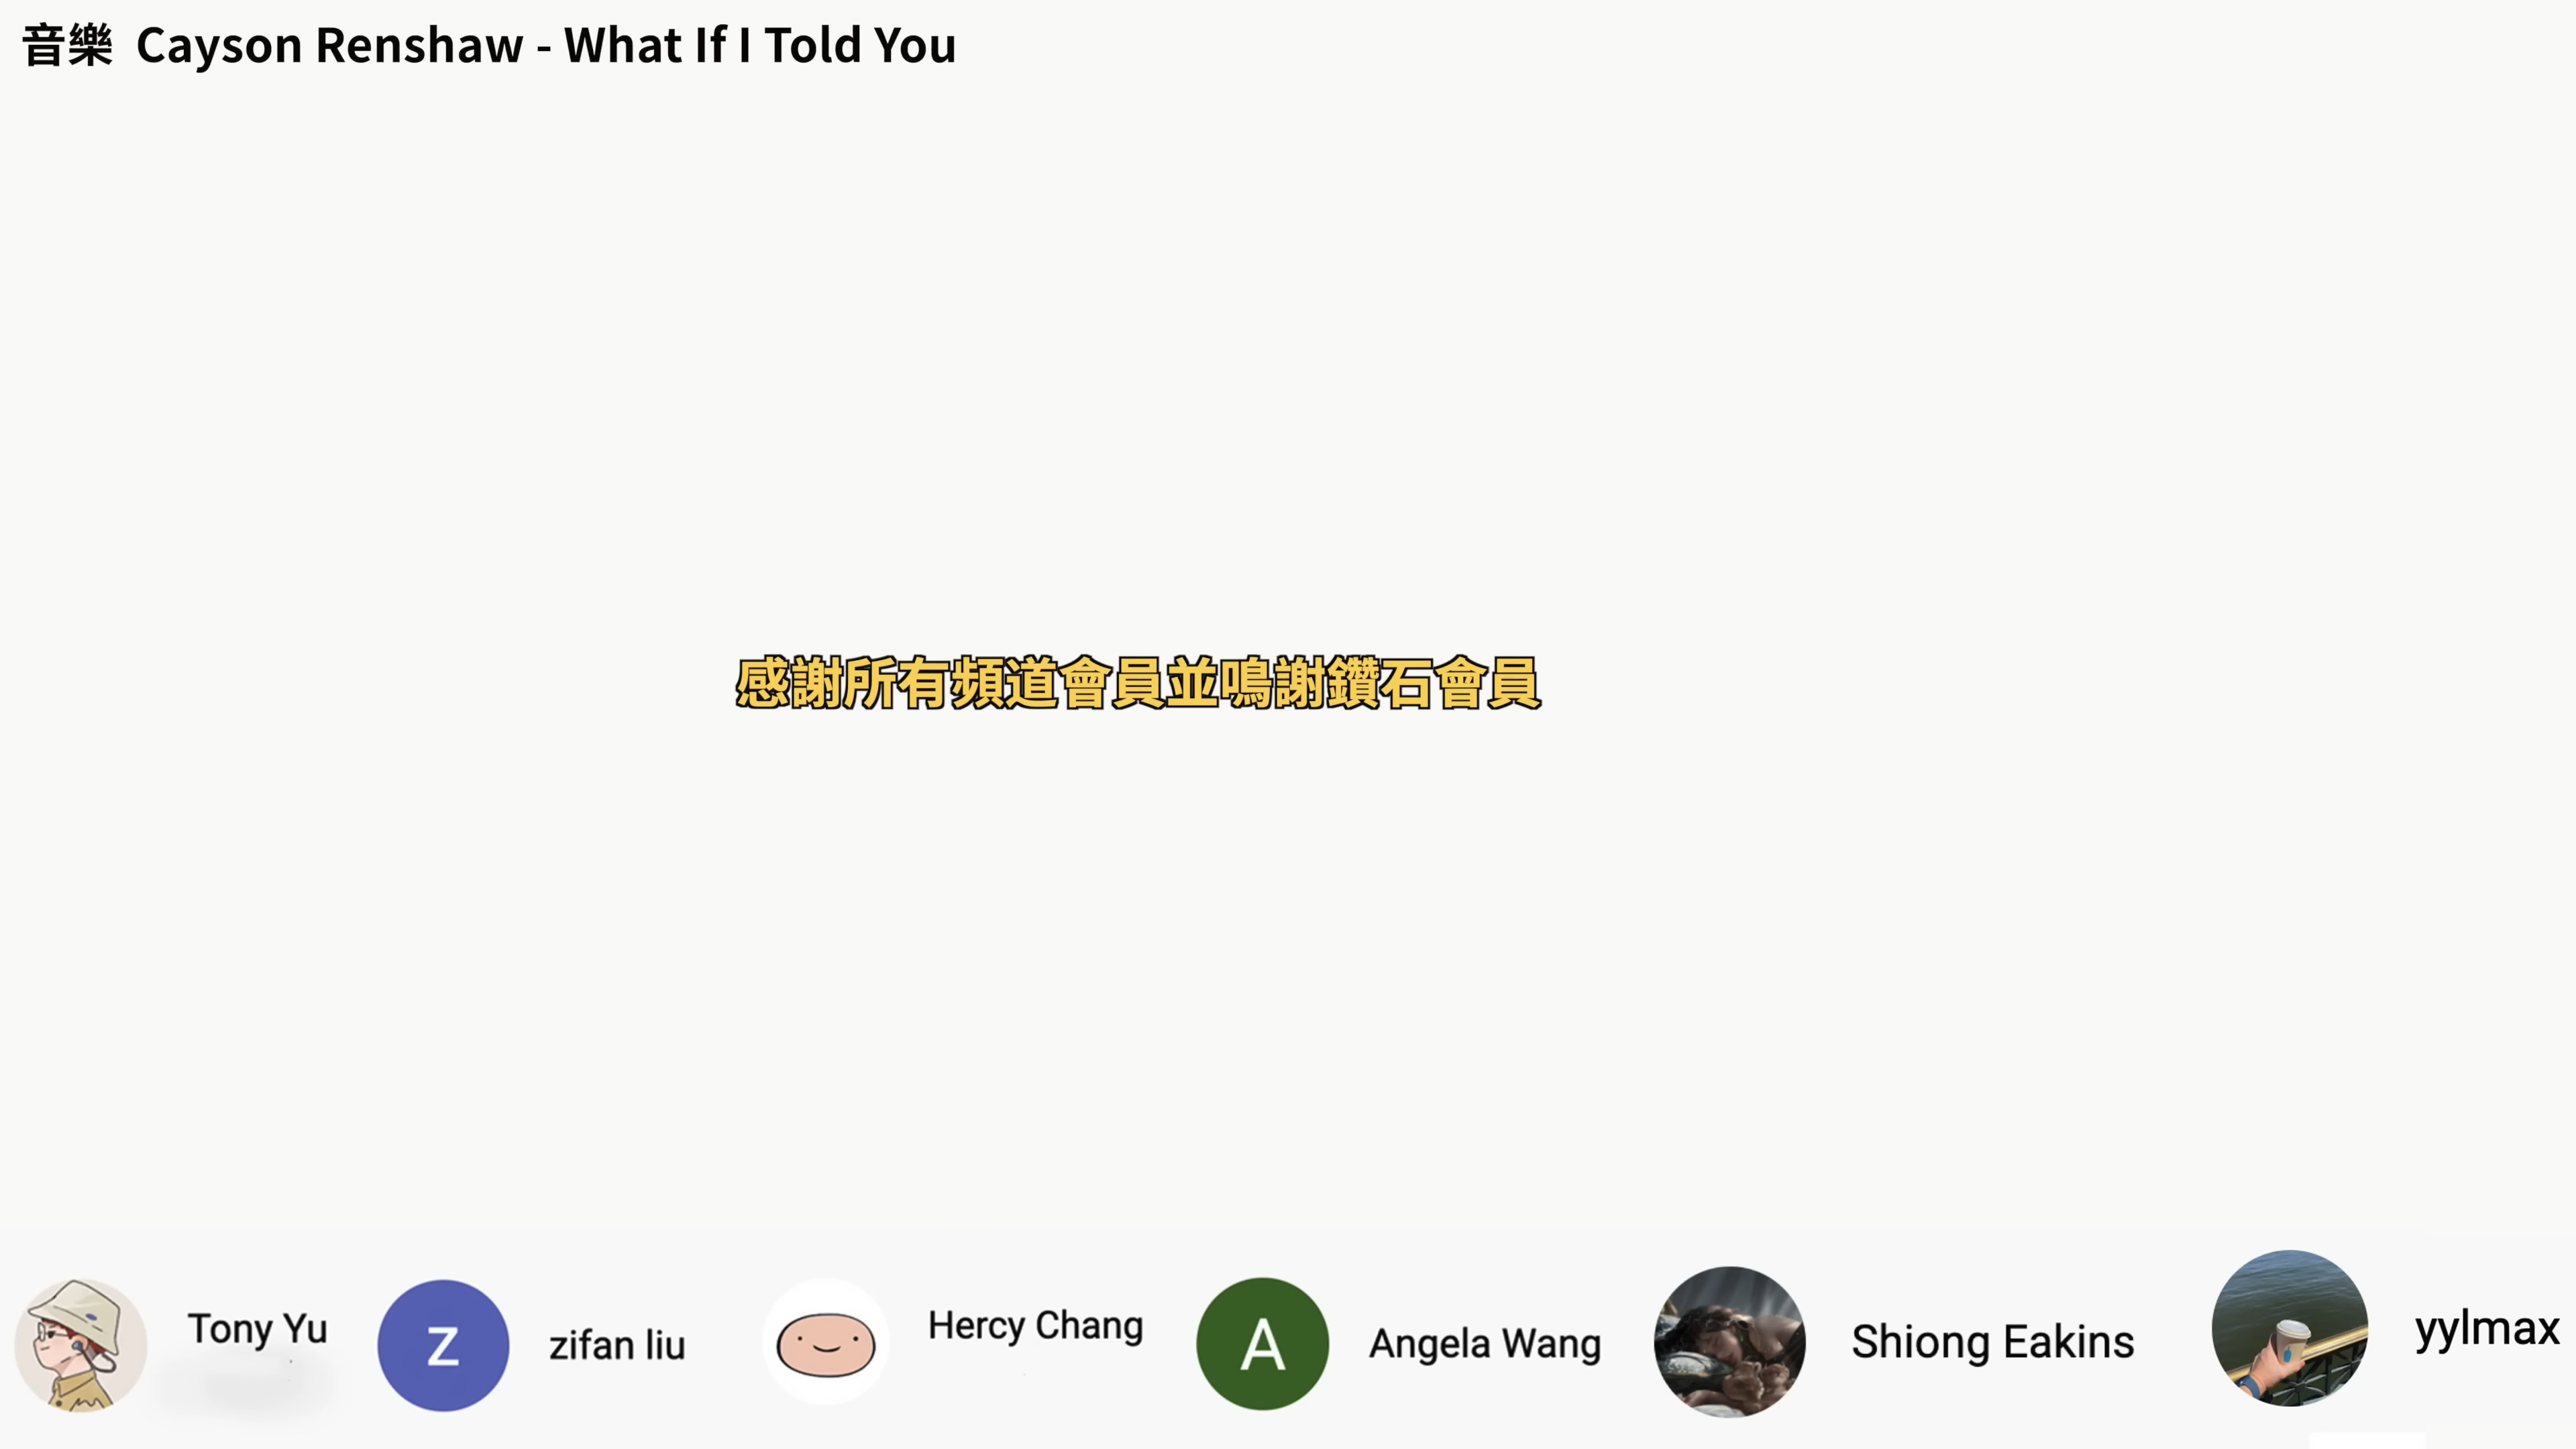 音樂 Cayson Renshaw - What If I Told You
感謝所有頻道會員並鳴謝鑽石會員
Tony Yu
Z
zifan liu
Hercy Chang
A
Angela Wang
Shiong Eakins
yylmax